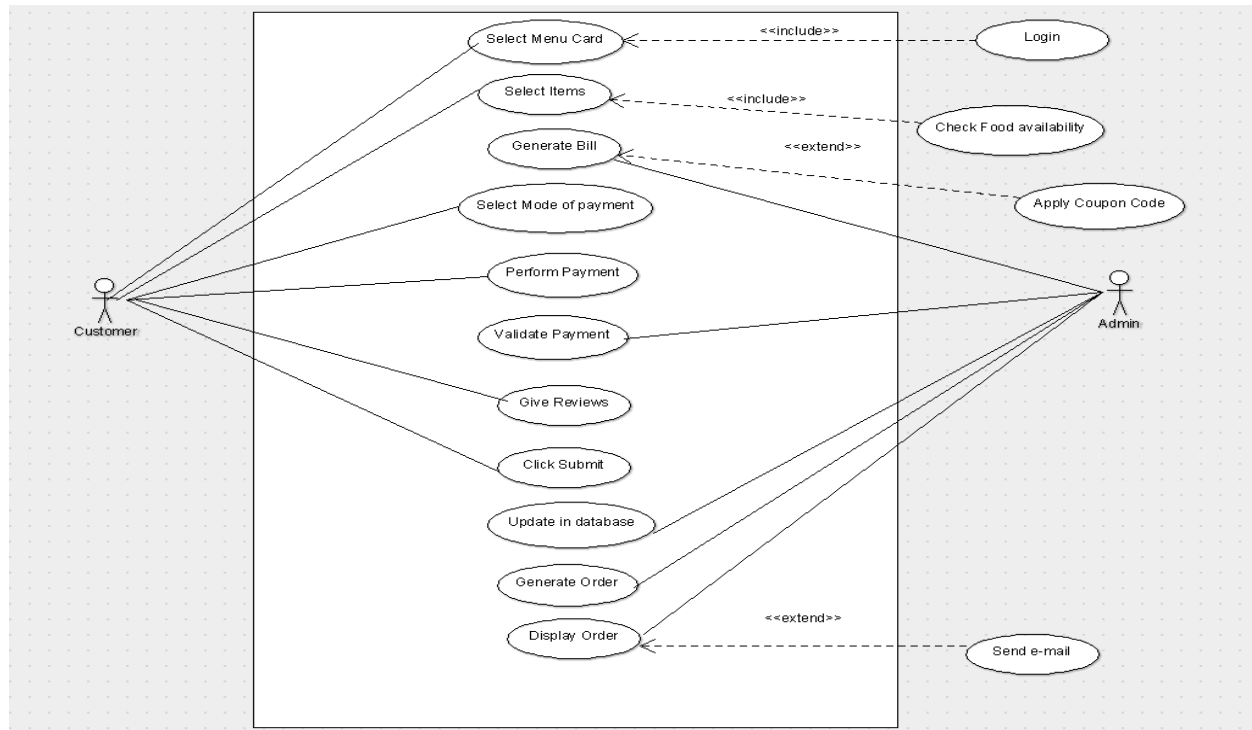 Select Menu Card
<<include>>
Login
Select Items
<<include>>
Check Food availability
Generate Bill
<<extend>>
Apply Coupon Code
Select Mode of payment
Perform Payment
Customer
Validate Payment
Admin
Give Reviews
Click Submit
Update in database
Generate Order
Display Order
<<extend>>
Send e-mail